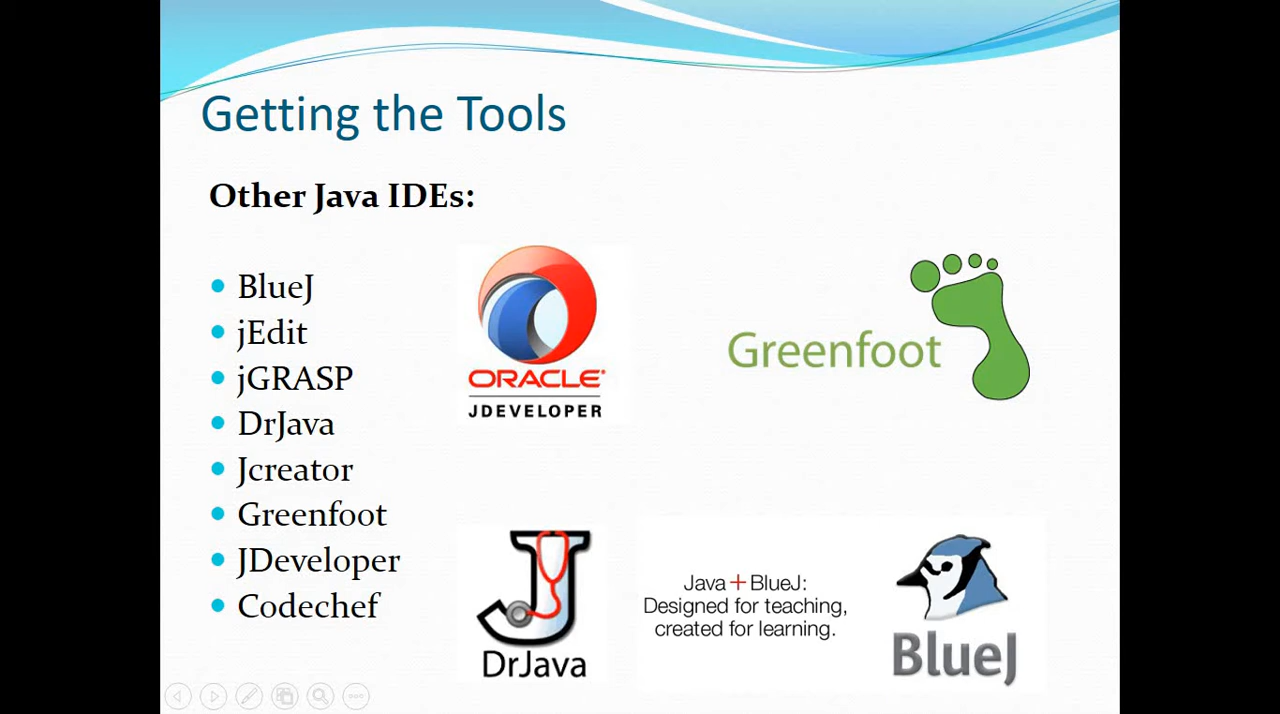 Getting the Tools
Other Java IDEs:
BlueJ
jEdit
jGRASP
DrJava
Jcreator
Greenfoot
JDeveloper
Codechef
ORACLE®
JDEVELOPER
Greenfoot
DrJava
Java+BlueJ:
Designed for teaching,
created for learning.
BlueJ